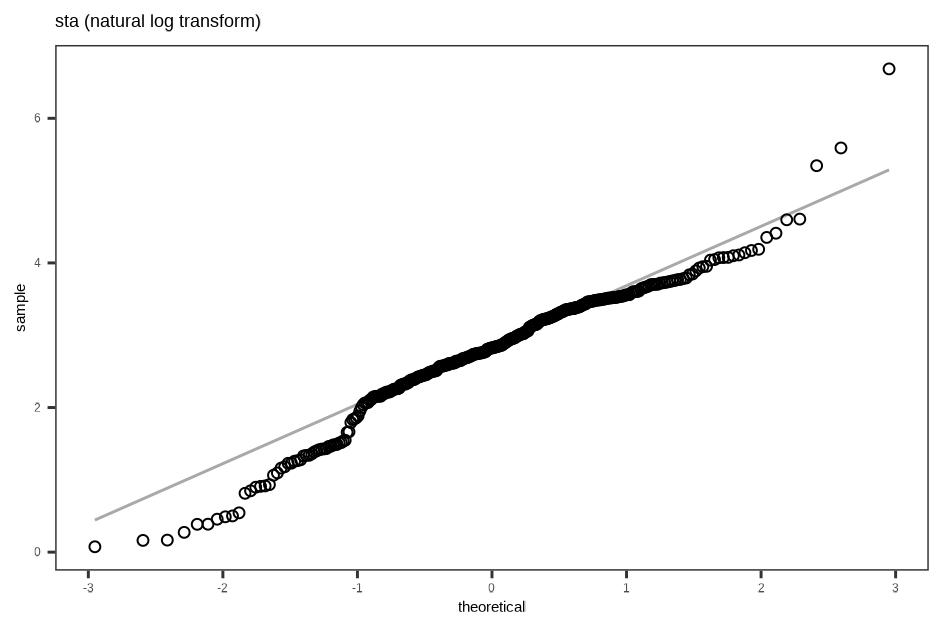 sta (natural log transform)
6
4
2
0
sample
-3 -2 -1 0 1 2 3
theoretical